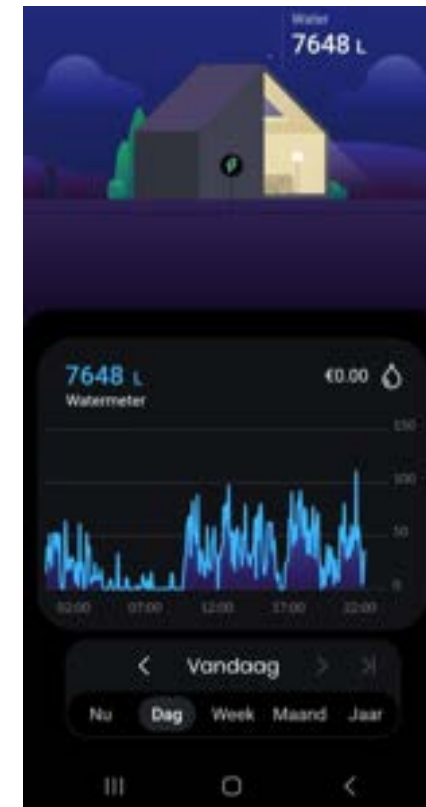 Water
7648 L
7648 L
€0.00
Watermeter
150
100
50
0
02:00 07:00 12:00 17:00 22:00
Vandaag
Nu Dag Week Maand Jaar